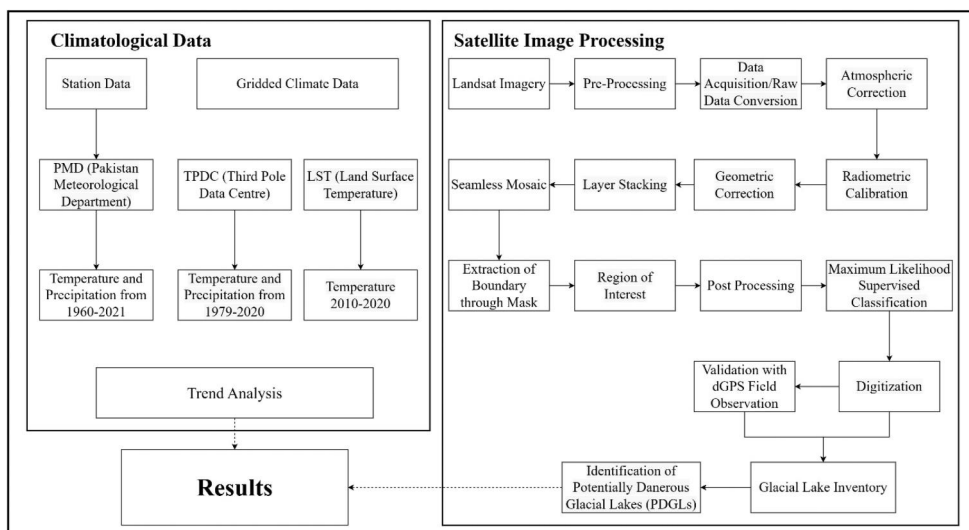 Climatological Data
Station Data
Gridded Climate Data
PMD (Pakistan
Meteorological
Department)
TPDC (Third Pole
Data Centre)
LST (Land Surface
Temperature)
Temperature and
Precipitation from
1960-2021
Temperature and
Precipitation from
1979-2020
Temperature
2010-2020
Trend Analysis
Results
Satellite Image Processing
Landsat Imagery
Pre-Processing
Data
Acquisition/Raw
Data Conversion
Atmospheric
Correction
Seamless Mosaic
Layer Stacking
Geometric
Correction
Radiometric
Calibration
Extraction of
Boundary
through Mask
Region of
Interest
Post Processing
Maximum Likelihood
Supervised
Classification
Validation with
dGPS Field
Observation
Digitization
Identification of
Potentially Danerous
Glacial Lakes (PDGLs)
Glacial Lake Inventory